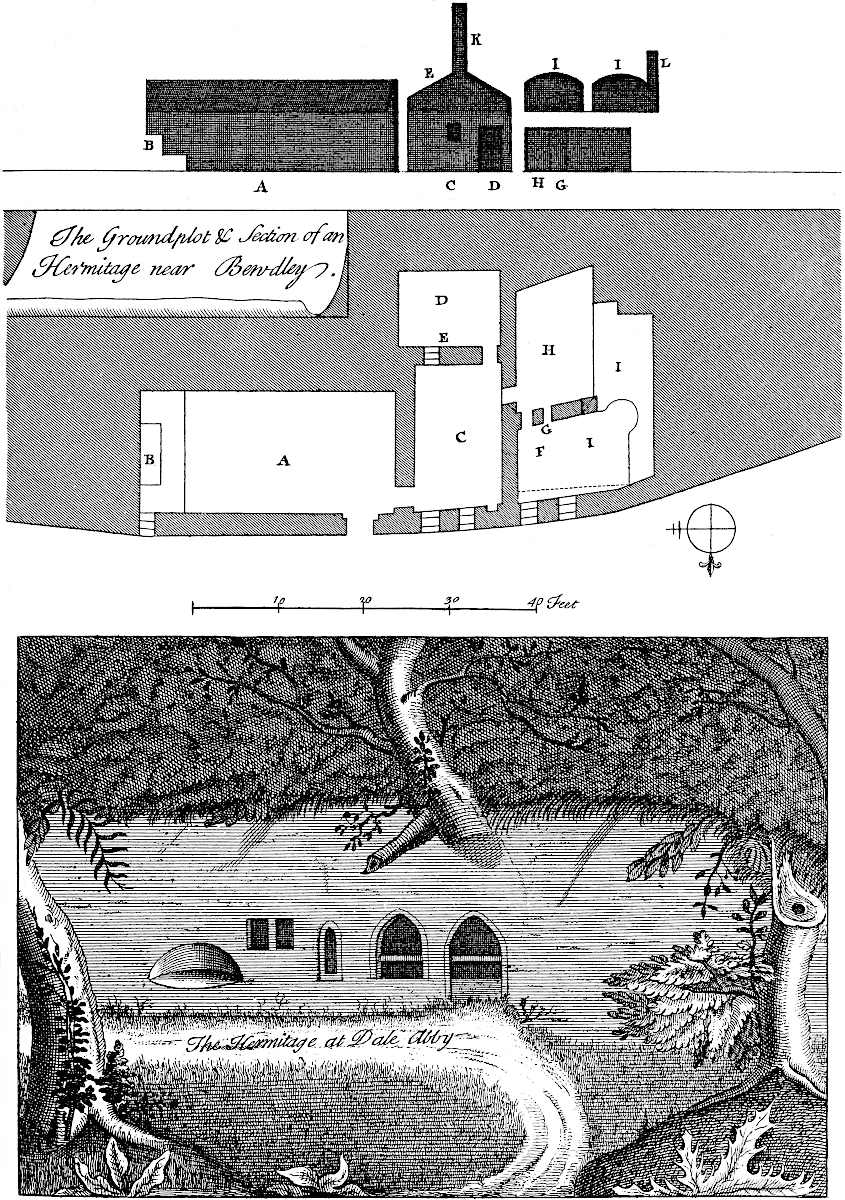 K
E I I L
B
A C D H G
The Groundplot & Section of an
Hermitage near Bewdley.
D
E
H
I
B A C G
F I
10 20 30 40 Feet
The Hermitage at Dale Abby